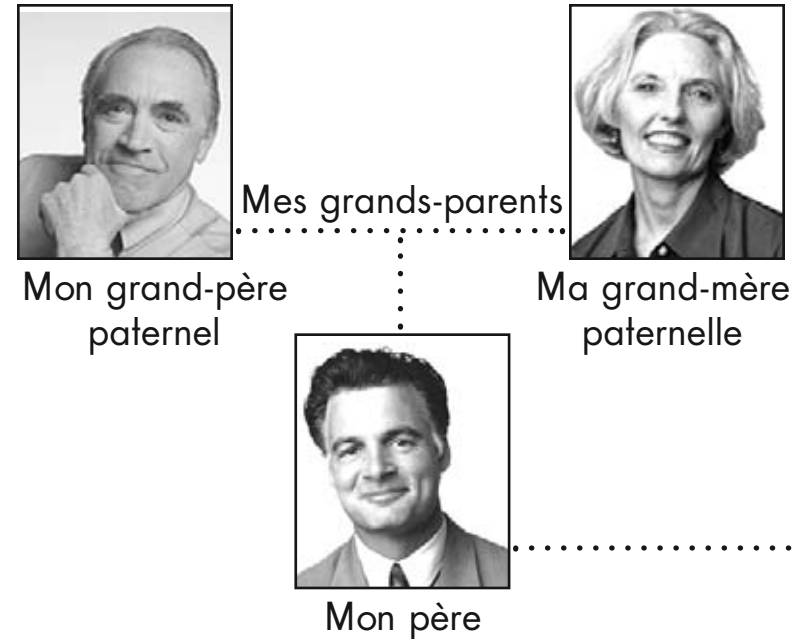 Mes grands-parents
Mon grand-père
paternel
Ma grand-mère
paternelle
Mon père